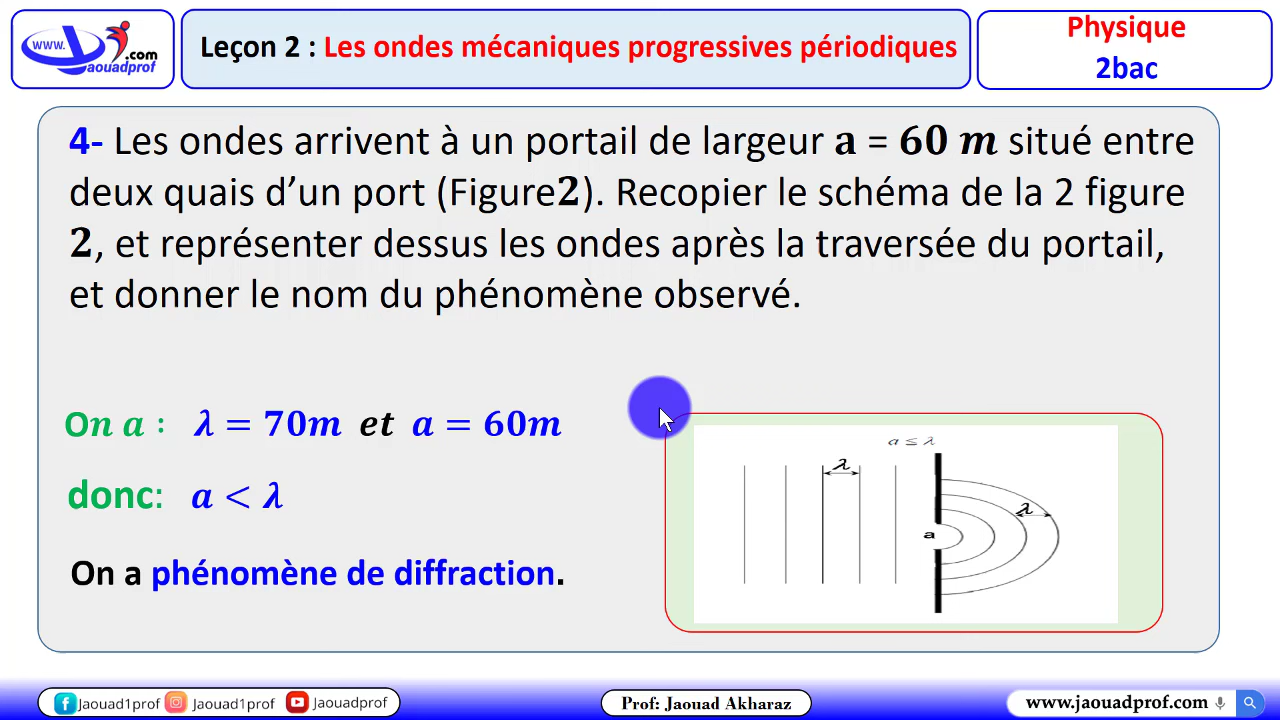 www.
.com
aouadprof
Leçon 2 : Les ondes mécaniques progressives périodiques
Physique
2bac
4- Les ondes arrivent à un portail de largeur a = 60 m situé entre
deux quais d’un port (Figure2). Recopier le schéma de la 2 figure
2, et représenter dessus les ondes après la traversée du portail,
et donner le nom du phénomène observé.
On a : λ = 70m et a = 60m
donc: a < λ
On a phénomène de diffraction.
a ≤ λ
λ
λ
a
Jaouad1prof
Jaouad1prof
Jaouadprof
Prof: Jaouad Akharaz
www.jaouadprof.com